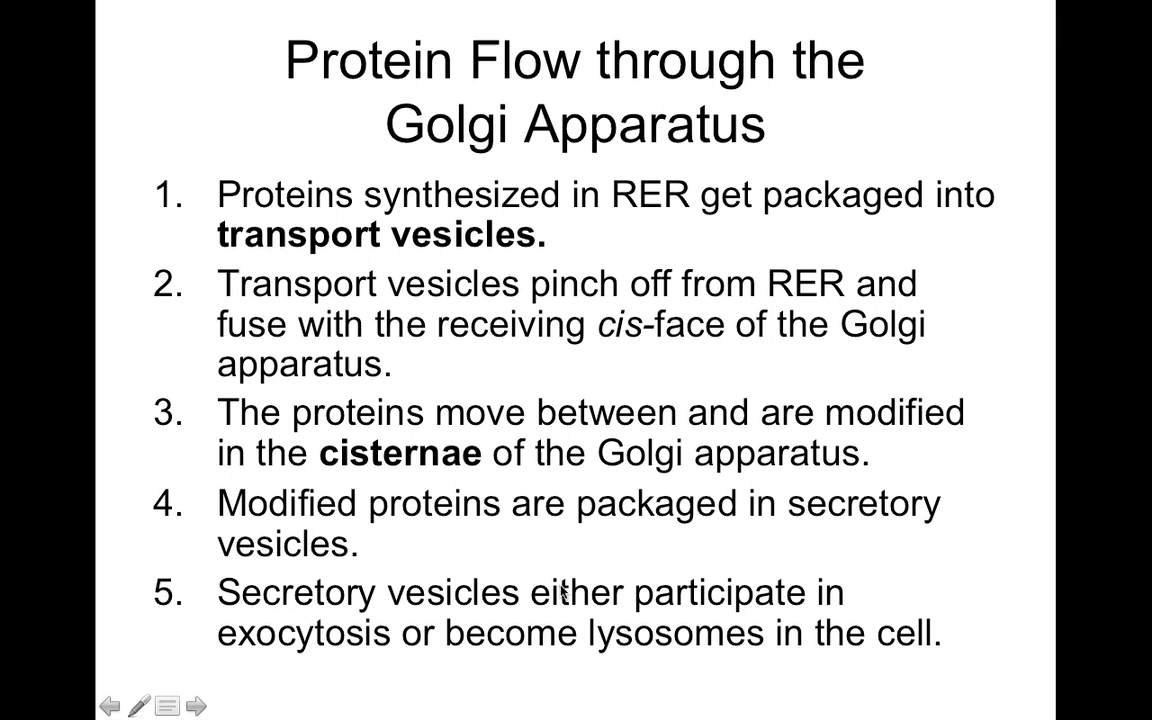 Protein Flow through the
Golgi Apparatus
1. Proteins synthesized in RER get packaged into
transport vesicles.
2. Transport vesicles pinch off from RER and
fuse with the receiving cis-face of the Golgi
apparatus.
3. The proteins move between and are modified
in the cisternae of the Golgi apparatus.
4. Modified proteins are packaged in secretory
vesicles.
5. Secretory vesicles either participate in
exocytosis or become lysosomes in the cell.